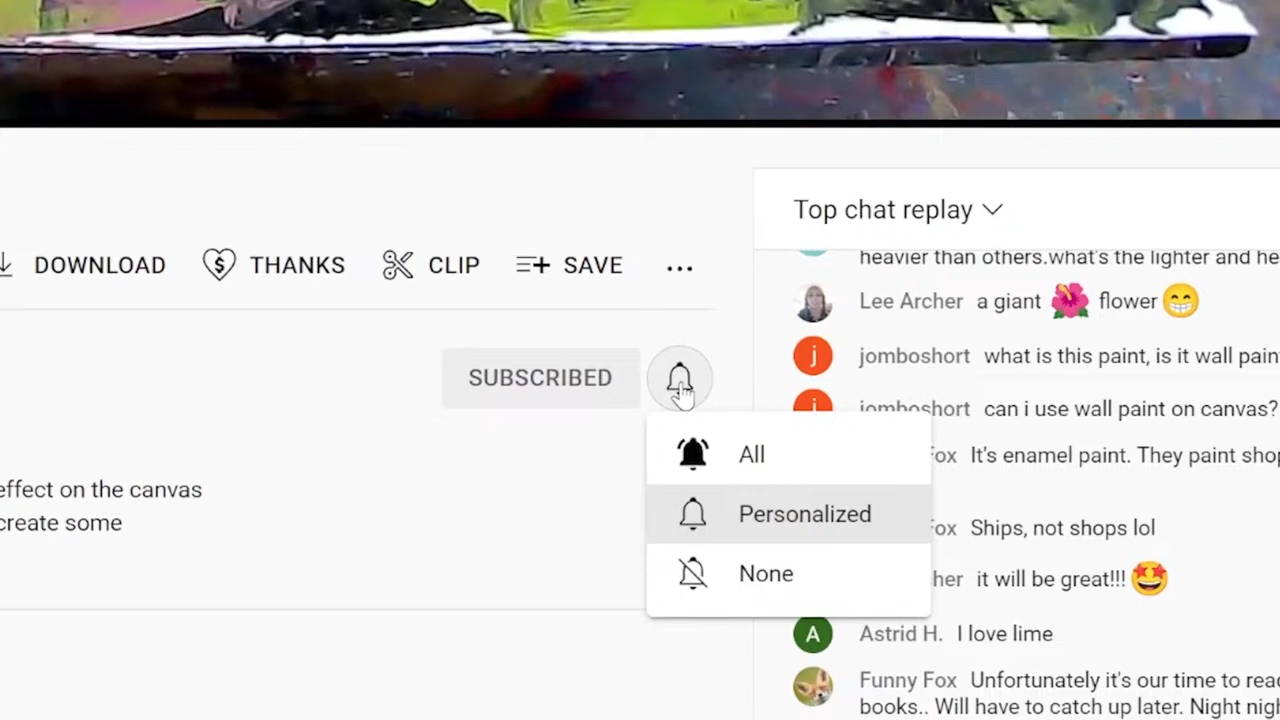 DOWNLOAD THANKS CLIP SAVE
SUBSCRIBED
effect on the canvas
create some
All
Personalized
None
Top chat replay
heavier than others.what's the lighter and he
Lee Archer a giant 🌺 flower 😁
j jomboshort what is this paint, is it wall pain
j jomboshort can i use wall paint on canvas?
Fox It's enamel paint. They paint shop
Fox Ships, not shops lol
her it will be great!!! 🤩
A Astrid H. I love lime
Funny Fox Unfortunately it's our time to read
books.. Will have to catch up later. Night nigh